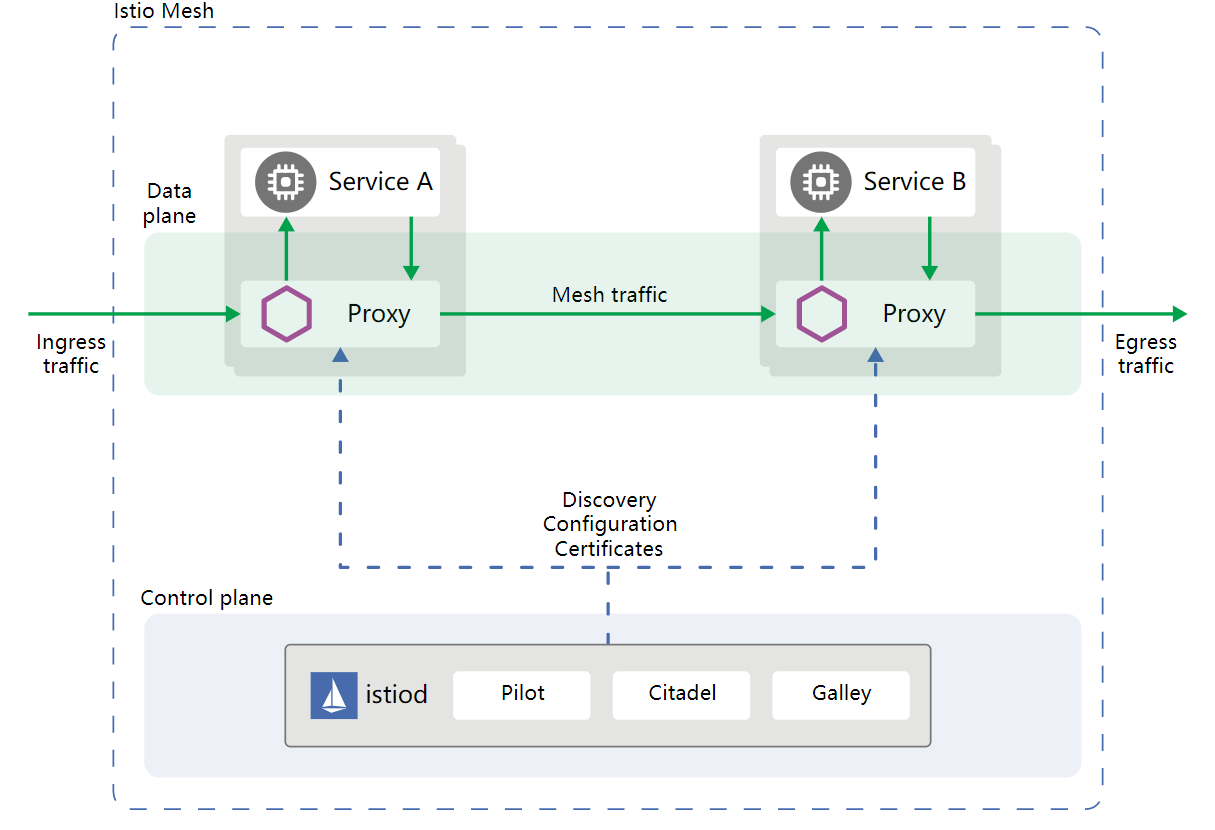 Istio Mesh
Data
plane
Service A
Service B
Proxy
Mesh traffic
Proxy
Ingress
traffic
Egress
traffic
Discovery
Configuration
Certificates
Control plane
istiod
Pilot
Citadel
Galley